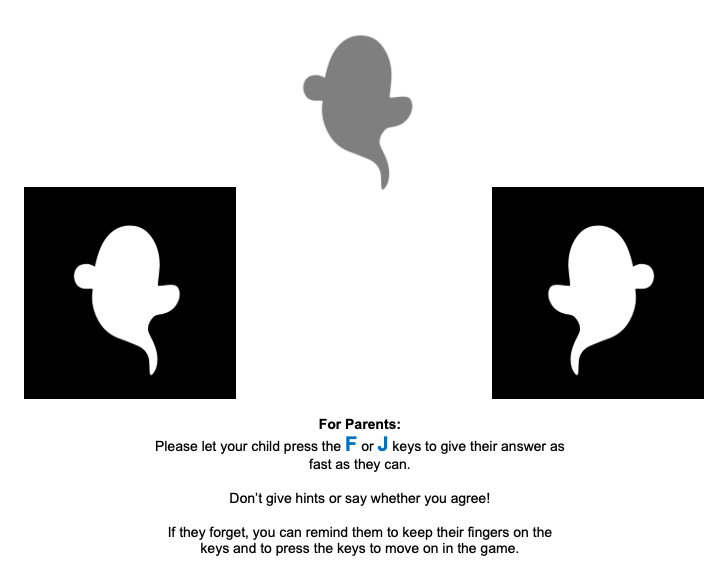 For Parents:
Please let your child press the F or J keys to give their answer as
fast as they can.
Don't give hints or say whether you agree!
If they forget, you can remind them to keep their fingers on the
keys and to press the keys to move on in the game.